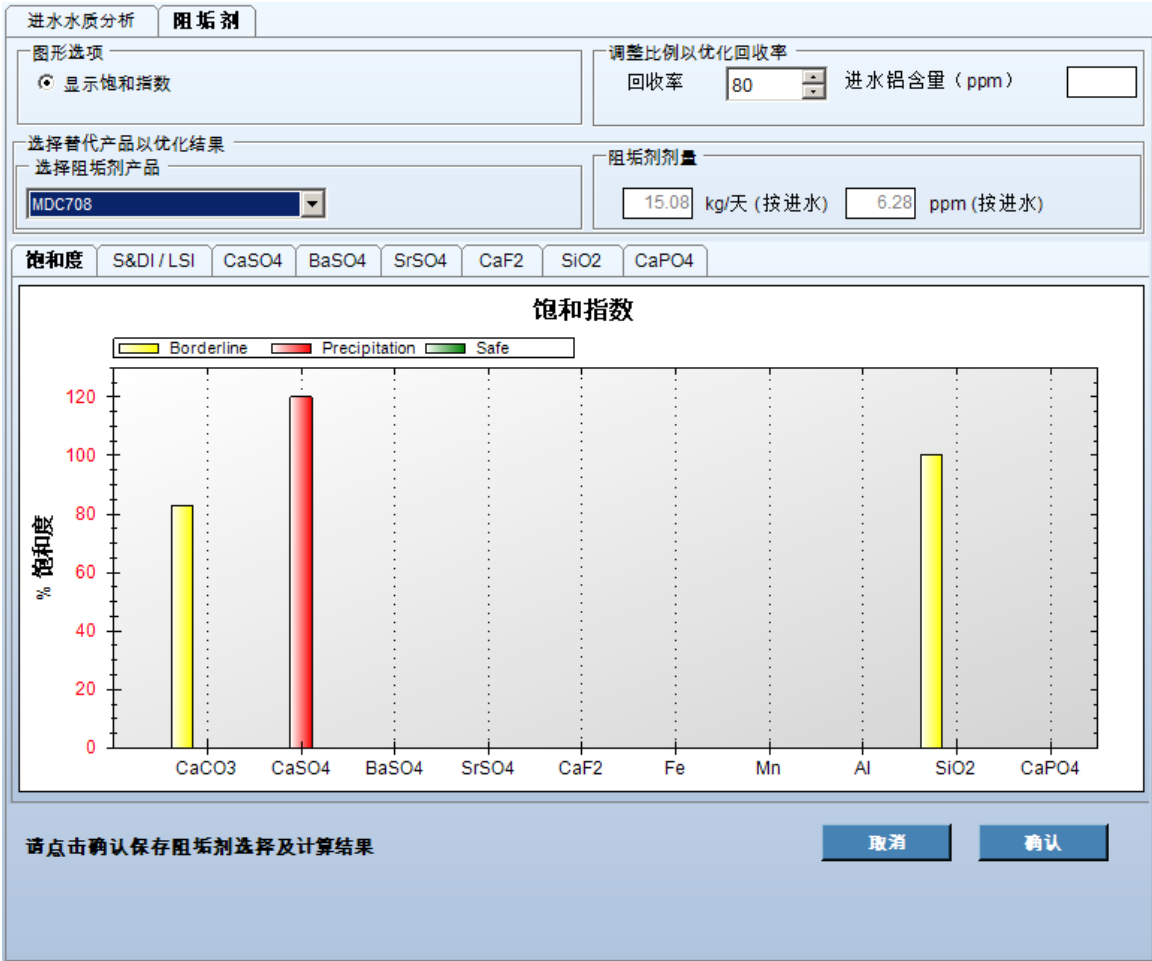 进水水质分析 阻垢剂
图形选项
显示饱和指数
调整比例以优化回收率
回收率 80 进水铝含量（ppm）
选择替代产品以优化结果
选择阻垢剂产品
MDC708
阻垢剂剂量
15.08 kg/天 (按进水) 6.28 ppm (按进水)
饱和度 S&DI / LSI CaSO4 BaSO4 SrSO4 CaF2 SiO2 CaPO4
饱和指数
Borderline Precipitation Safe
% 饱和度
120
100
80
60
40
20
0
CaCO3 CaSO4 BaSO4 SrSO4 CaF2 Fe Mn Al SiO2 CaPO4
请点击确认保存阻垢剂选择及计算结果
取消 确认